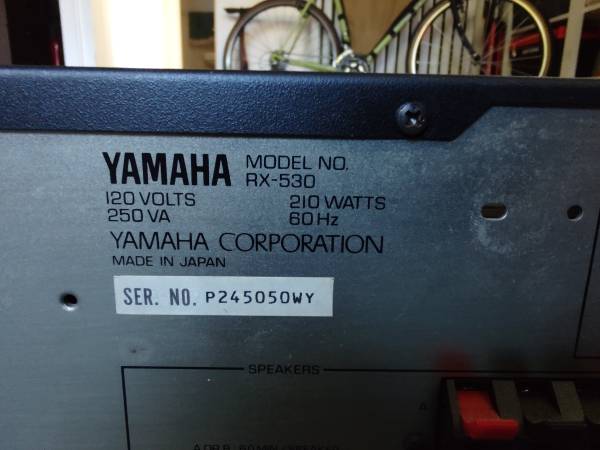 YAMAHA MODEL NO.
RX-530
120 VOLTS 210 WATTS
250 VA 60 Hz
YAMAHA CORPORATION
MADE IN JAPAN
SER. NO. P245050WY
SPEAKERS
A
A OR B